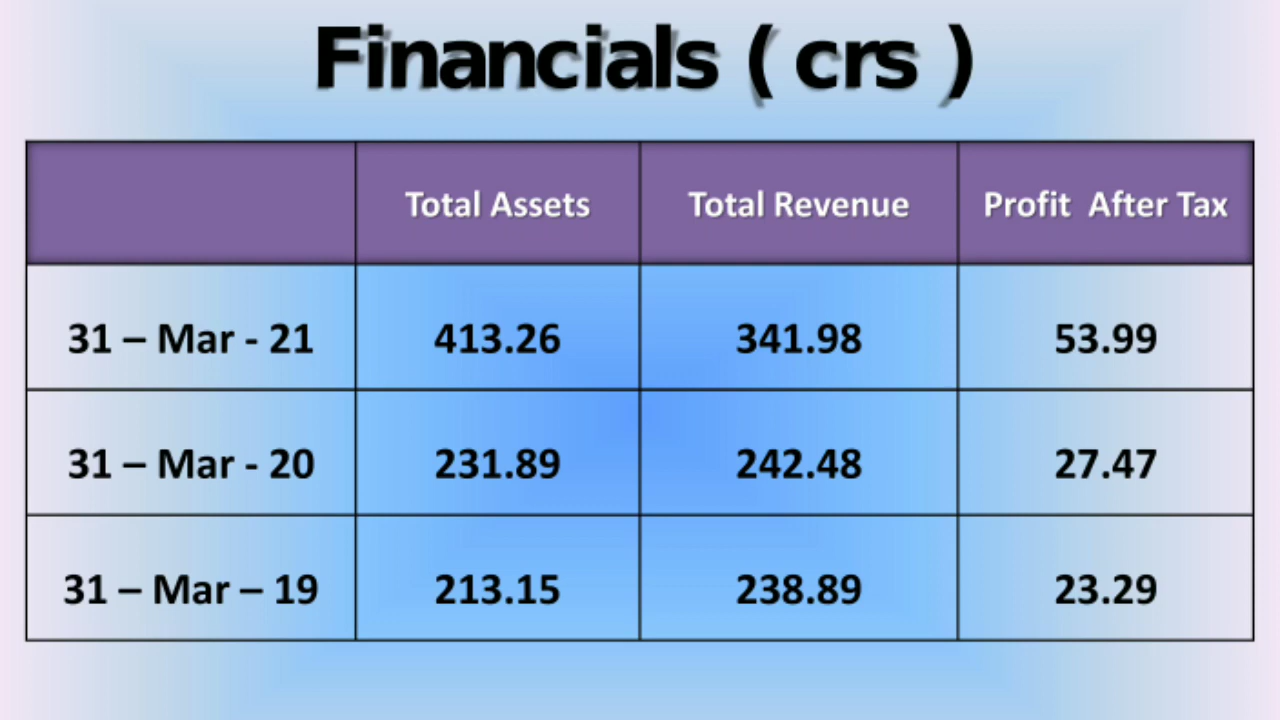 Financials ( crs )
Total Assets Total Revenue Profit After Tax
31 – Mar - 21 413.26 341.98 53.99
31 – Mar - 20 231.89 242.48 27.47
31 – Mar – 19 213.15 238.89 23.29